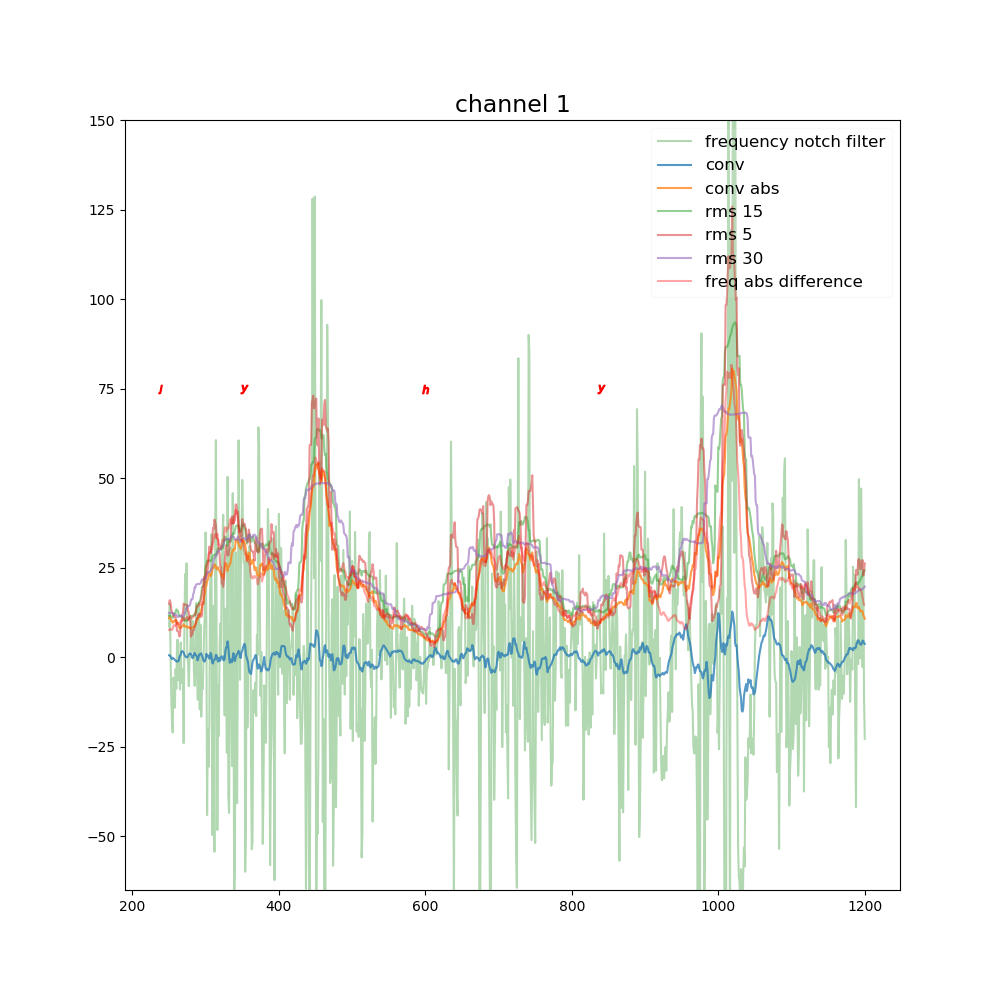 channel 1
150
125
100
75
50
25
0
−25
−50
frequency notch filter
conv
conv abs
rms 15
rms 5
rms 30
freq abs difference
j y h y
200 400 600 800 1000 1200